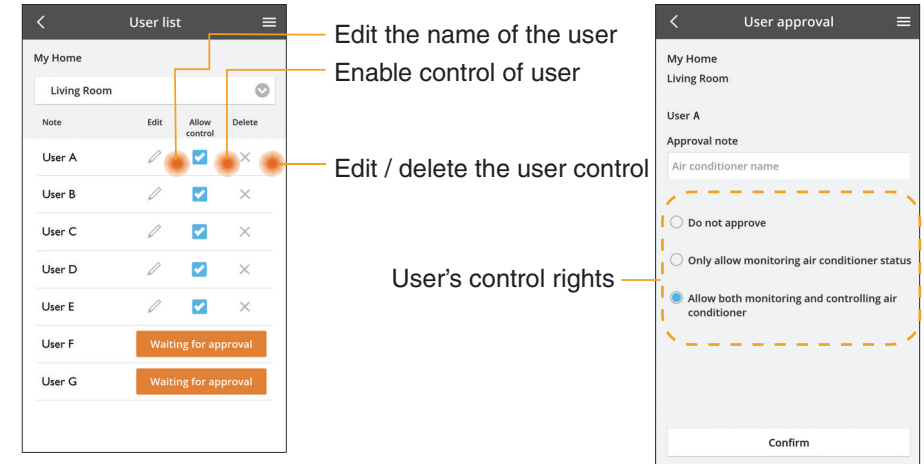 User list
My Home
Living Room
Note Edit Allow control Delete
User A
User B
User C
User D
User E
User F Waiting for approval
User G Waiting for approval
Edit the name of the user
Enable control of user
Edit / delete the user control
User's control rights
User approval
My Home
Living Room
User A
Approval note
Air conditioner name
Do not approve
Only allow monitoring air conditioner status
Allow both monitoring and controlling air
conditioner
Confirm